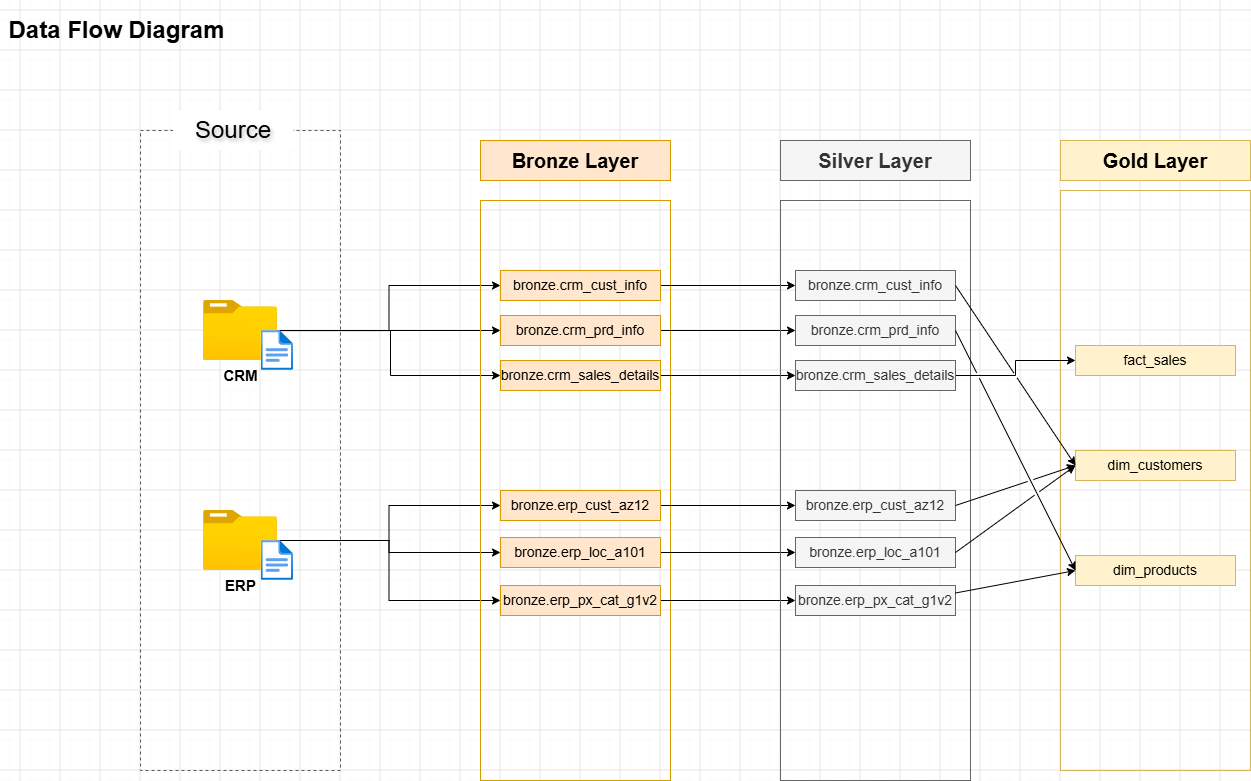 Data Flow Diagram
Source
Bronze Layer
Silver Layer
Gold Layer
CRM
ERP
bronze.crm_cust_info
bronze.crm_prd_info
bronze.crm_sales_details
bronze.erp_cust_az12
bronze.erp_loc_a101
bronze.erp_px_cat_g1v2
bronze.crm_cust_info
bronze.crm_prd_info
bronze.crm_sales_details
bronze.erp_cust_az12
bronze.erp_loc_a101
bronze.erp_px_cat_g1v2
fact_sales
dim_customers
dim_products